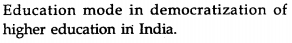 Education mode in democratization of
higher education in India.